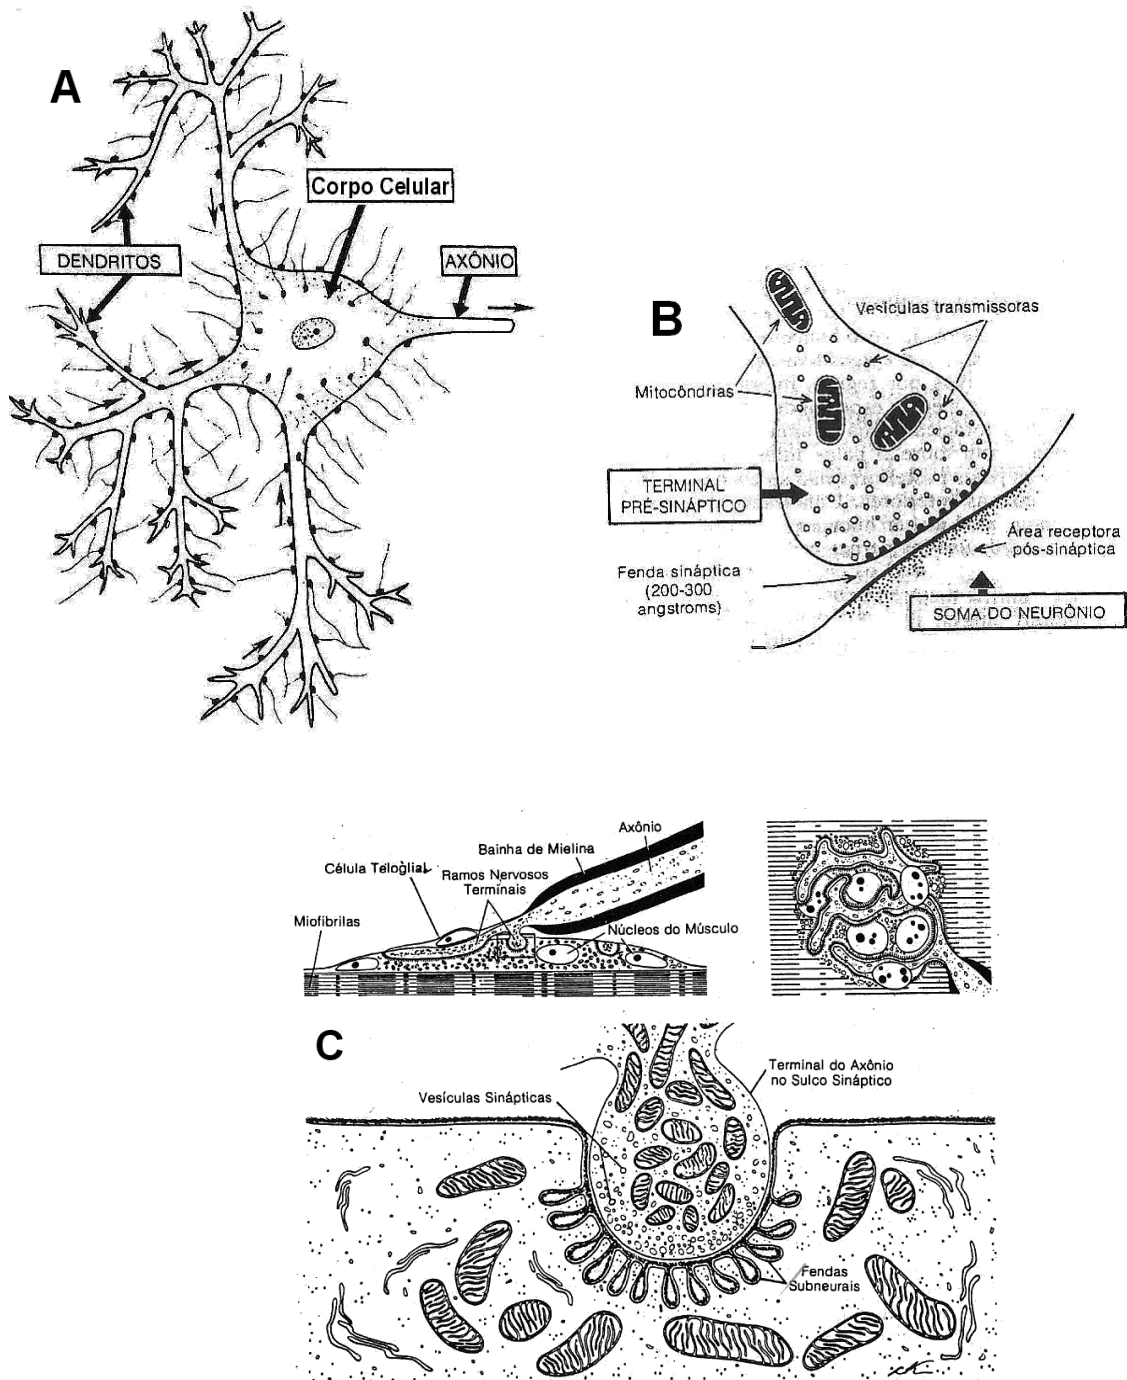 A
Corpo Celular
DENDRITOS
AXÔNIO
B
Vesículas transmissoras
Mitocôndrias
TERMINAL
PRÉ-SINÁPTICO
Área receptora
pós-sináptica
Fenda sináptica
(200-300
angstroms)
SOMA DO NEURÔNIO
Axônio
Bainha de Mielina
Célula Teloglial
Ramos Nervosos
Terminais
Miofibrilas
Núcleos do Músculo
C
Terminal do Axônio
no Sulco Sináptico
Vesículas Sinápticas
Fendas
Subneurais